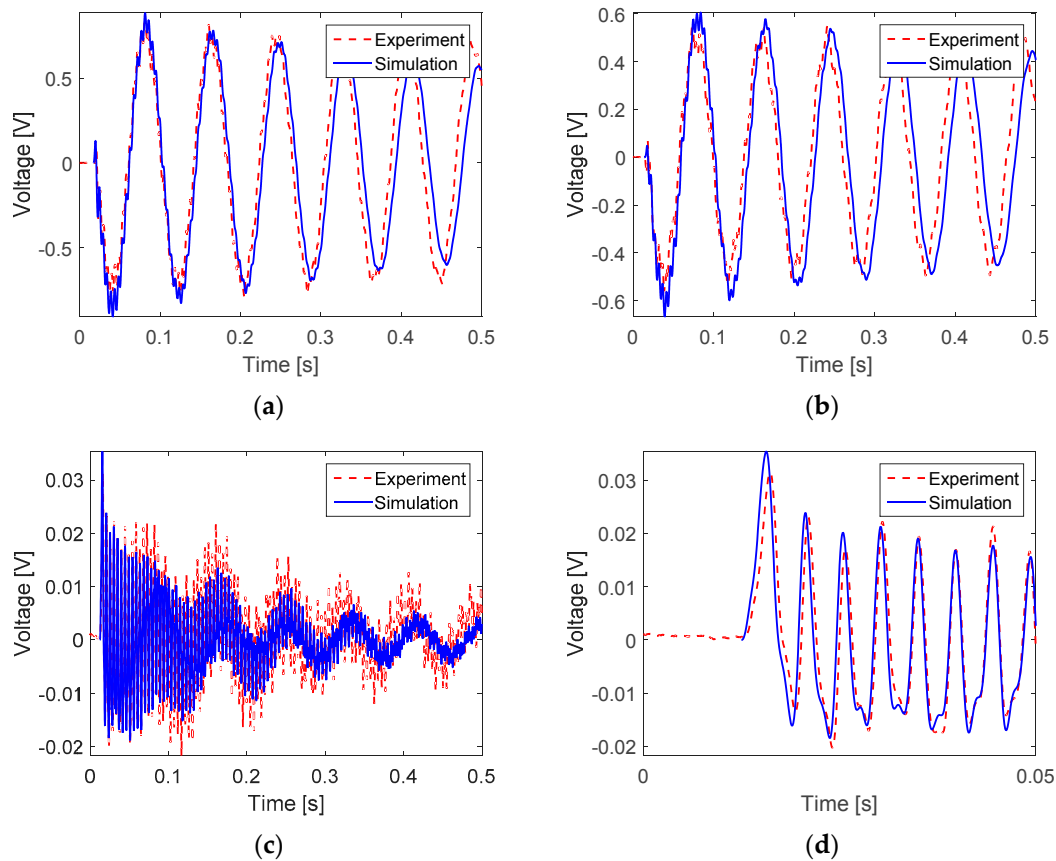 Voltage [V]
0.5
0
-0.5
Experiment
Simulation
0 0.1 0.2 0.3 0.4 0.5
Time [s]
(a)
Voltage [V]
0.6
0.4
0.2
0
-0.2
-0.4
-0.6
Experiment
Simulation
0 0.1 0.2 0.3 0.4 0.5
Time [s]
(b)
Voltage [V]
0.03
0.02
0.01
0
-0.01
-0.02
Experiment
Simulation
0 0.1 0.2 0.3 0.4 0.5
Time [s]
(c)
Voltage [V]
0.03
0.02
0.01
0
-0.01
-0.02
Experiment
Simulation
0 0.05
Time [s]
(d)